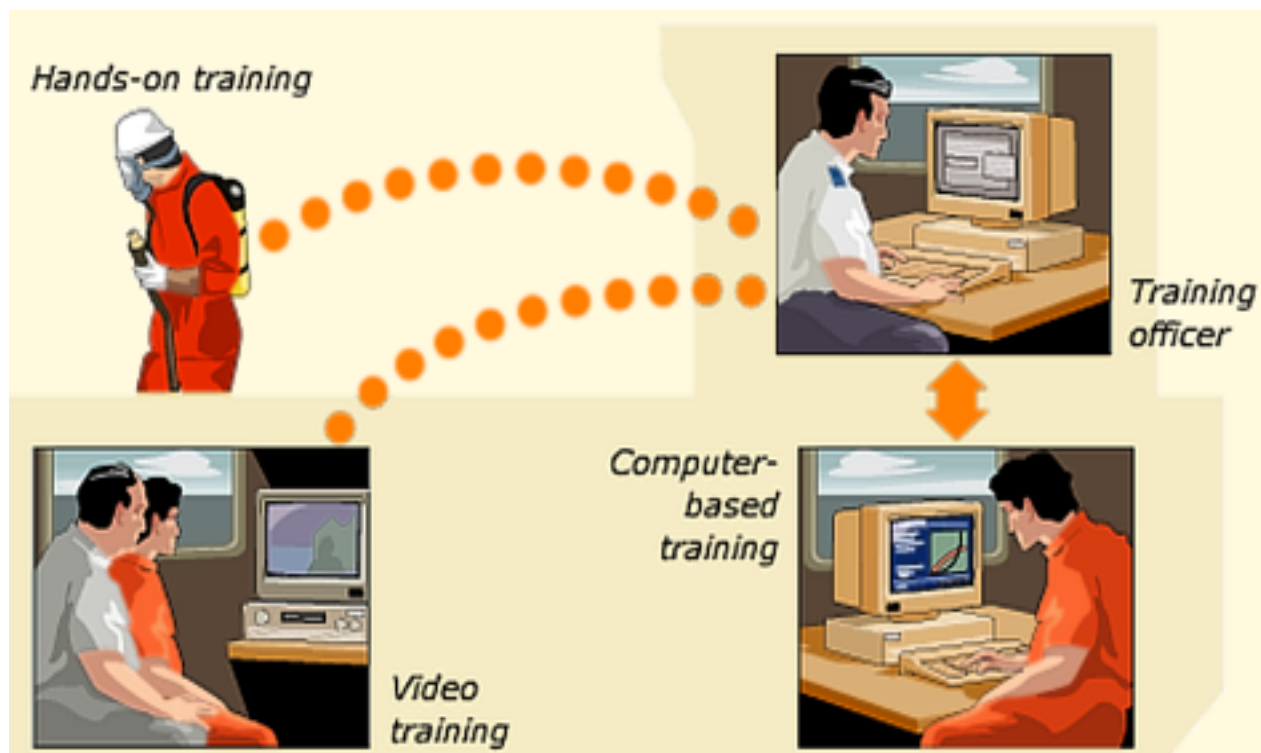 Hands-on training
Training
officer
Computer-
based
training
Video
training